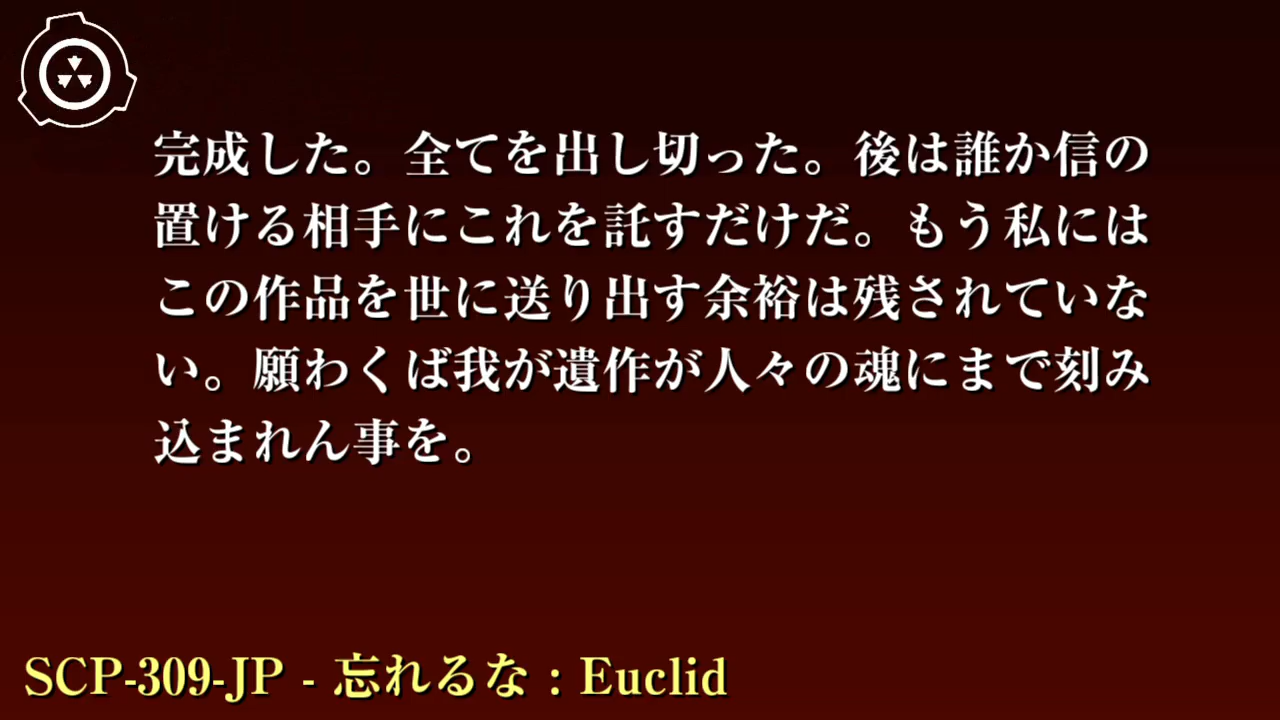 完成した。全てを出し切った。後は誰か信の
置ける相手にこれを託すだけだ。もう私には
この作品を世に送り出す余裕は残されていな
い。願わくば我が遺作が人々の魂にまで刻み
込まれん事を。
SCP-309-JP - 忘れるな : Euclid